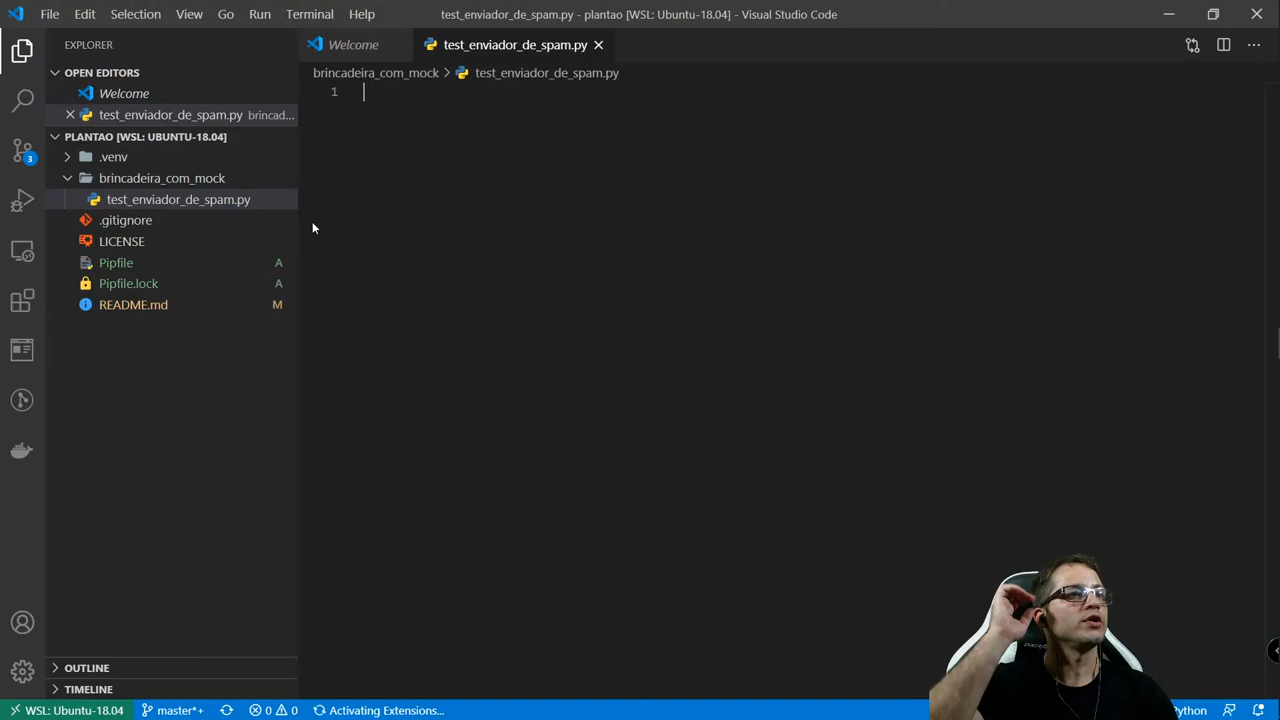 File Edit Selection View Go Run Terminal Help test_enviador_de_spam.py - plantao [WSL: Ubuntu-18.04] - Visual Studio Code
EXPLORER
Welcome
test_enviador_de_spam.py
OPEN EDITORS
brincadeira_com_mock > test_enviador_de_spam.py
Welcome
1
test_enviador_de_spam.py brincad...
PLANTAO [WSL: UBUNTU-18.04]
.venv
brincadeira_com_mock
3
test_enviador_de_spam.py
.gitignore
LICENSE
Pipfile A
Pipfile.lock A
README.md M
OUTLINE
TIMELINE
WSL: Ubuntu-18.04 master*+ 0 0 Activating Extensions... Python